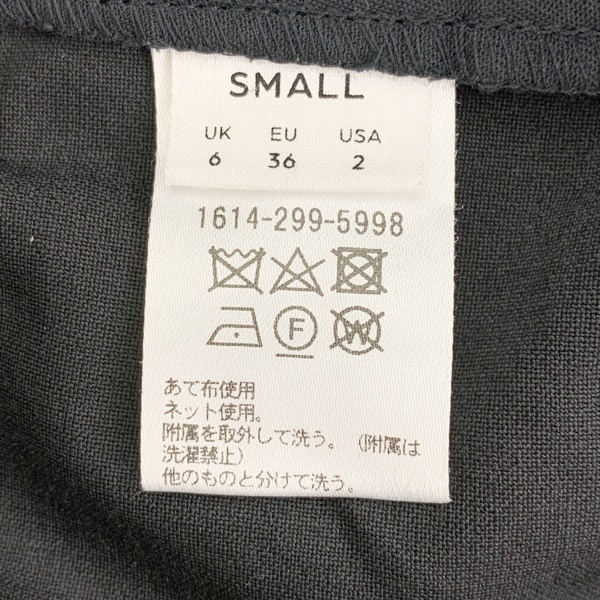 SMALL
UK EU USA
6 36 2
1614-299-5998
F W
あて布使用
ネット使用。
附属を取外して洗う。（附属は
洗濯禁止）
他のものと分けて洗う